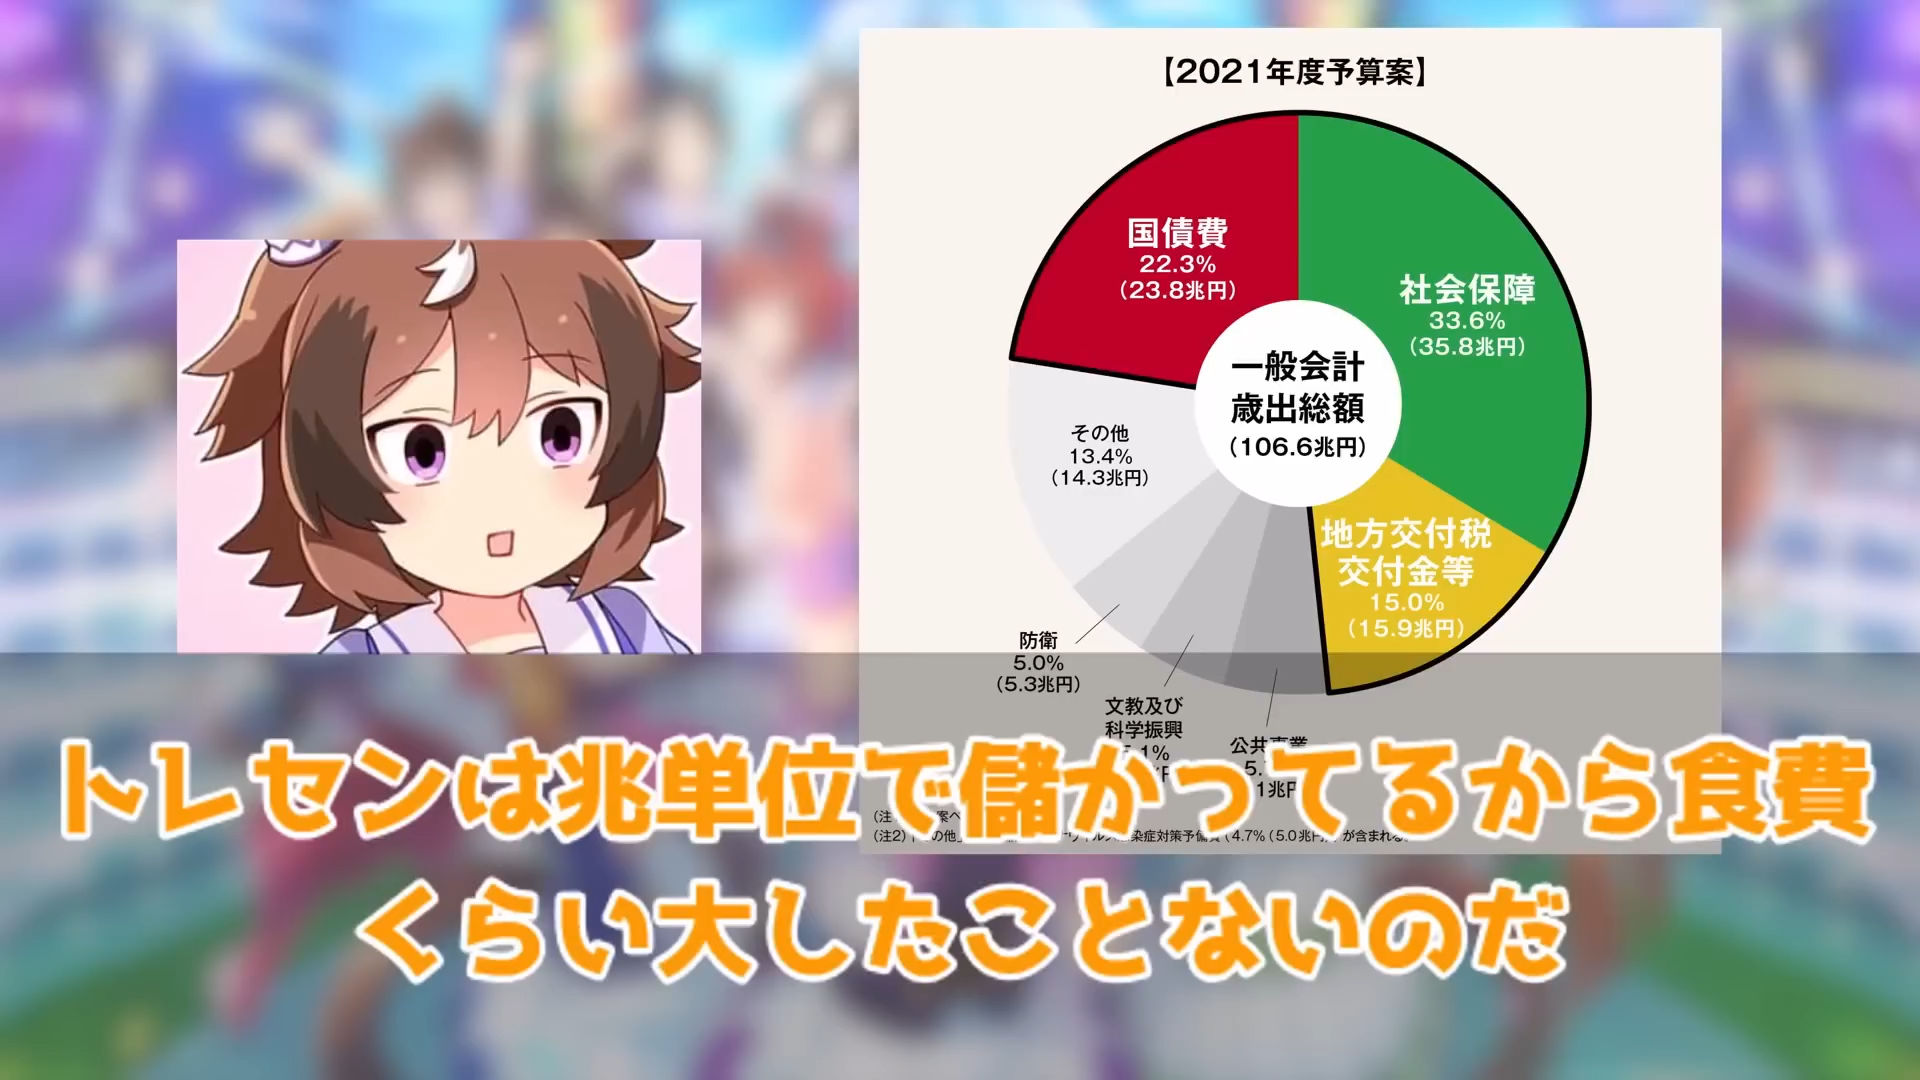 【2021年度予算案】
国債費
22.3%
（23.8兆円）
社会保障
33.6%
（35.8兆円）
一般会計
歳出総額
（106.6兆円）
その他
13.4%
（14.3兆円）
地方交付税
交付金等
15.0%
（15.9兆円）
防衛
5.0%
（5.3兆円）
文教及び
科学振興
公共事業
トレセンは兆単位で儲かってるから食費
くらい大したことないのだ